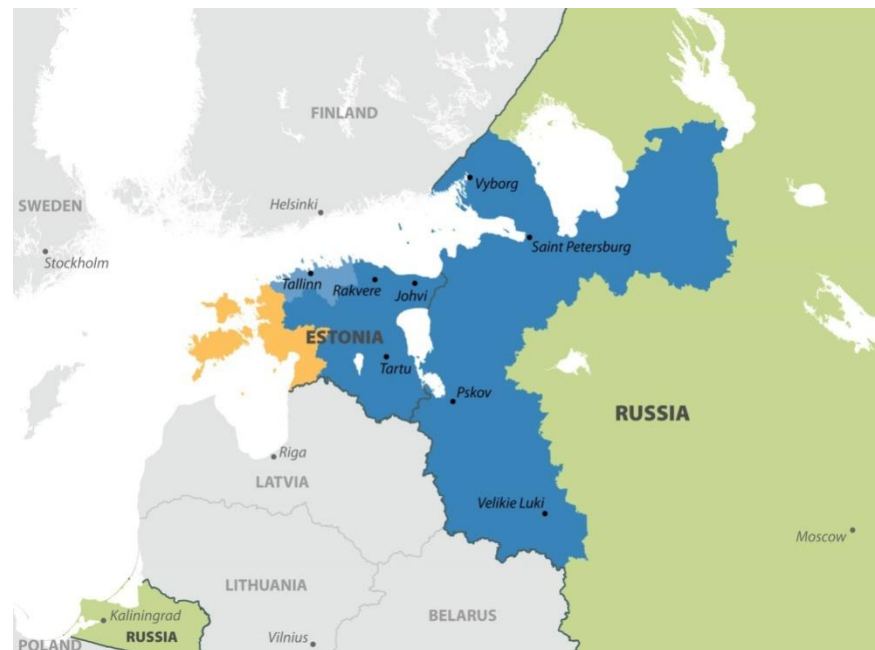 FINLAND
Vyborg
SWEDEN
Helsinki
Saint Petersburg
Stockholm
Tallinn
Rakvere
Johvi
ESTONIA
Tartu
Pskov
RUSSIA
Riga
LATVIA
Velikie Luki
Moscow
LITHUANIA
Kaliningrad
BELARUS
RUSSIA
Vilnius
POLAND